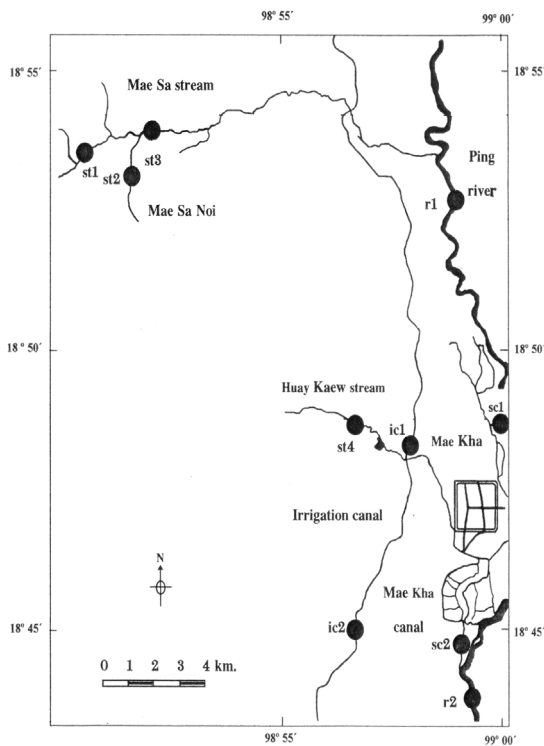 98° 55′
99° 00′
18° 55′
18° 55′
Mae Sa stream
st3
st1
st2
Mae Sa Noi
Ping
river
r1
18° 50′
18° 50′
Huay Kaew stream
sc1
ic1
st4
Mae Kha
Irrigation canal
N
Mae Kha
canal
ic2
18° 45′
18° 45′
sc2
0 1 2 3 4 km.
r2
98° 55′
99° 00′